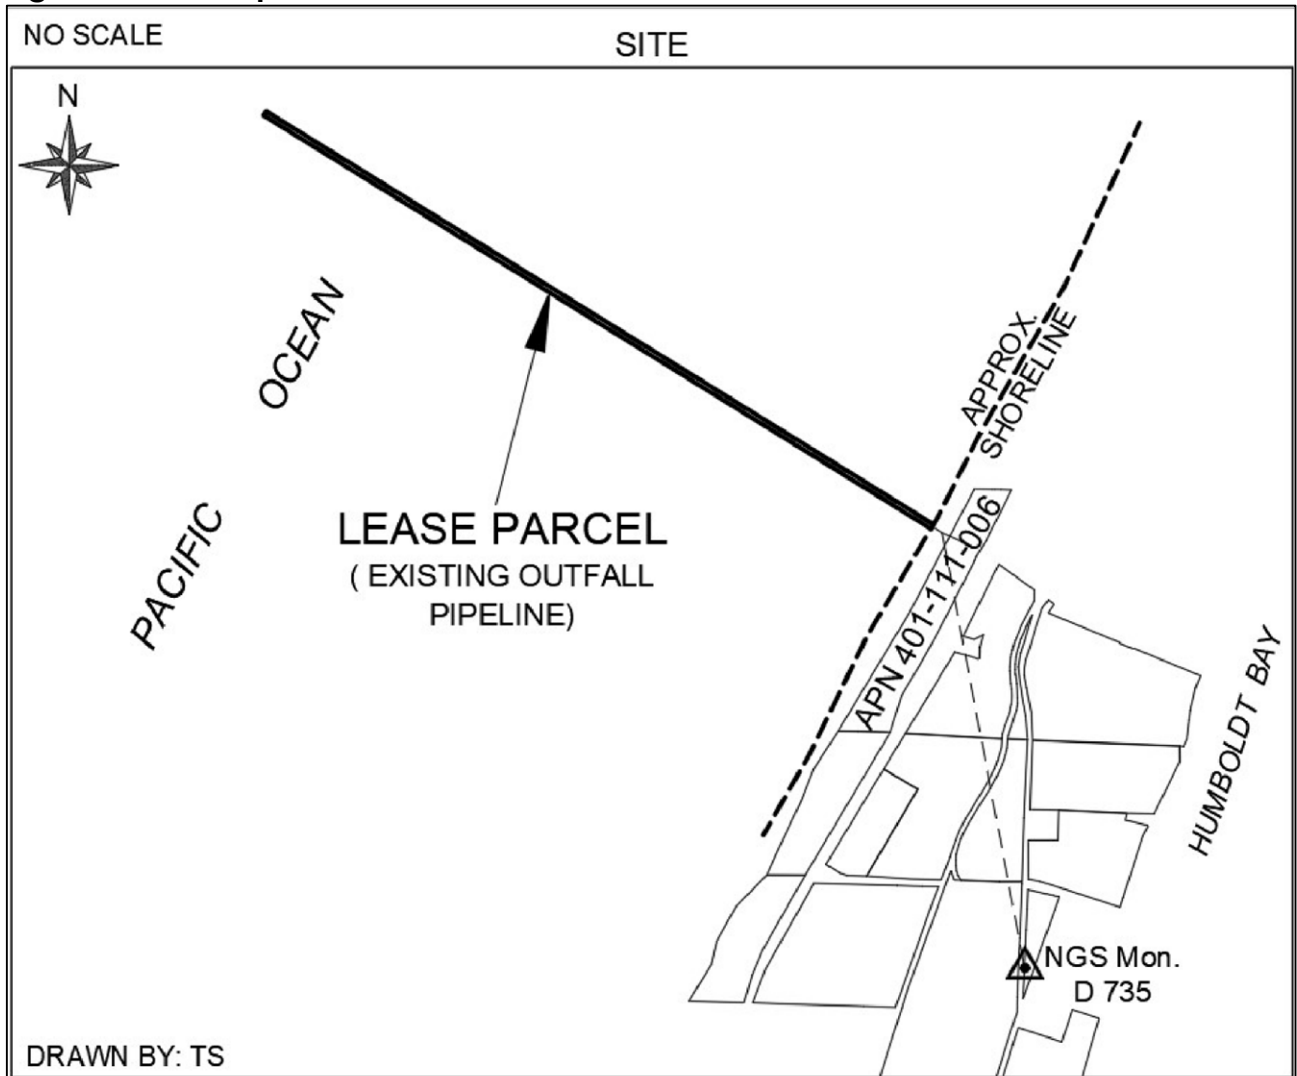 NO SCALE
SITE
N
PACIFIC OCEAN
APPROX.
SHORELINE
LEASE PARCEL
( EXISTING OUTFALL
PIPELINE)
APN 401-111-006
HUMBOLDT BAY
NGS Mon.
D 735
DRAWN BY: TS